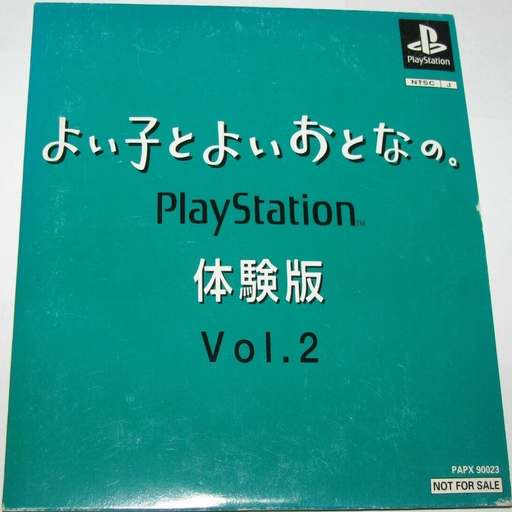 PlayStation
NTSC J
よい子とよいおとなの。
PlayStation™
体験版
Vol.2
PAPX 90023
NOT FOR SALE